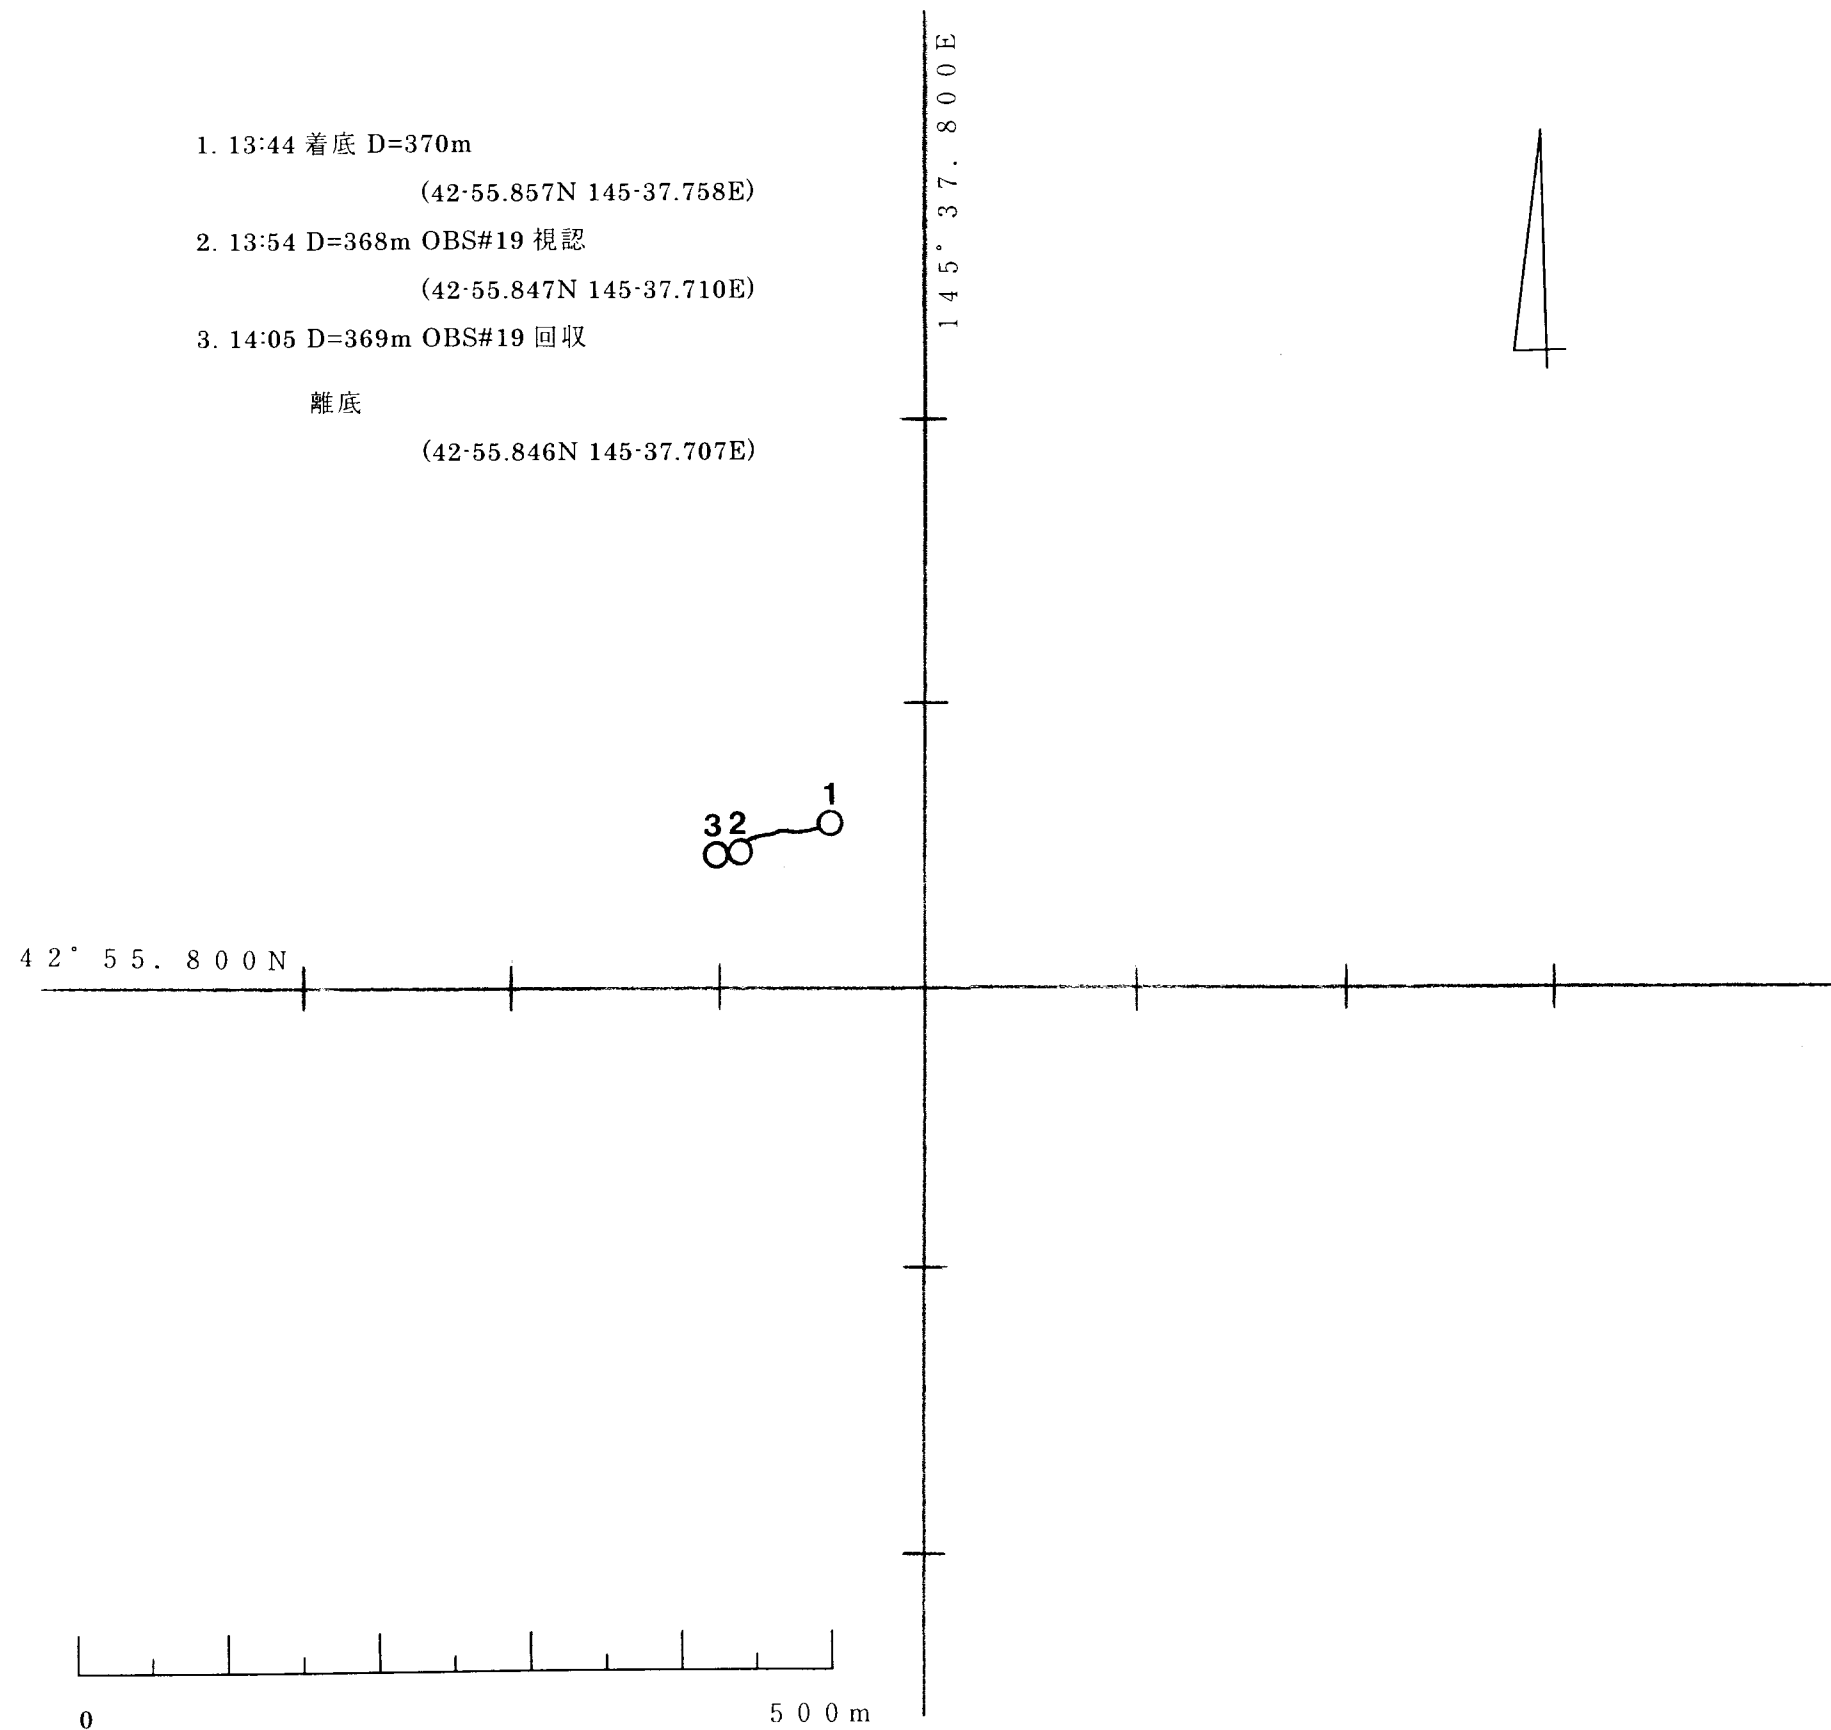 1. 13:44 着底 D=370m
(42-55.857N 145-37.758E)
2. 13:54 D=368m OBS#19 視認
(42-55.847N 145-37.710E)
3. 14:05 D=369m OBS#19 回収
離底
(42-55.846N 145-37.707E)
145°37.800E
1
3 2
42°55.800N
0
500m